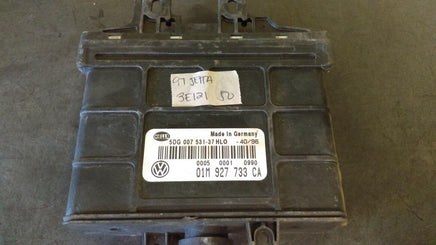 97 JETTA
3E121 50
HELLA
Made in Germany
5DG 007 531-37 HLO -40/96
0005 0001 0990
01M 927 733 CA